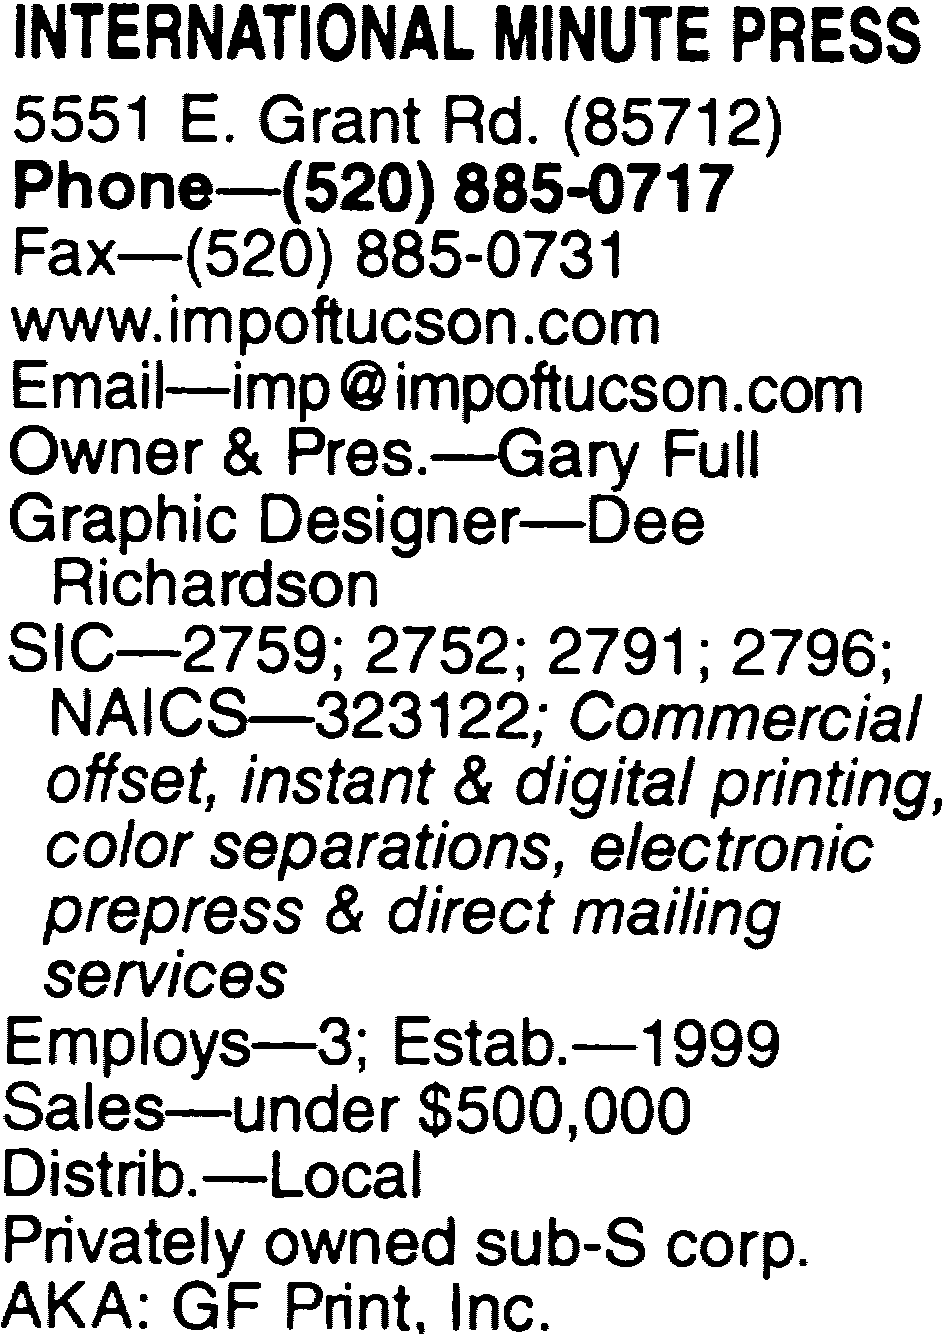 INTERNATIONAL MINUTE PRESS
5551 E. Grant Rd. (85712)
Phone—(520) 885-0717
Fax—(520) 885-0731
www.impoftucson.com
Email—imp@impoftucson.com
Owner & Pres.—Gary Full
Graphic Designer—Dee
Richardson
SIC—2759; 2752; 2791; 2796;
NAICS—323122; Commercial
offset, instant & digital printing,
color separations, electronic
prepress & direct mailing
services
Employs—3; Estab.—1999
Sales—under $500,000
Distrib.—Local
Privately owned sub-S corp.
AKA: GF Print, Inc.